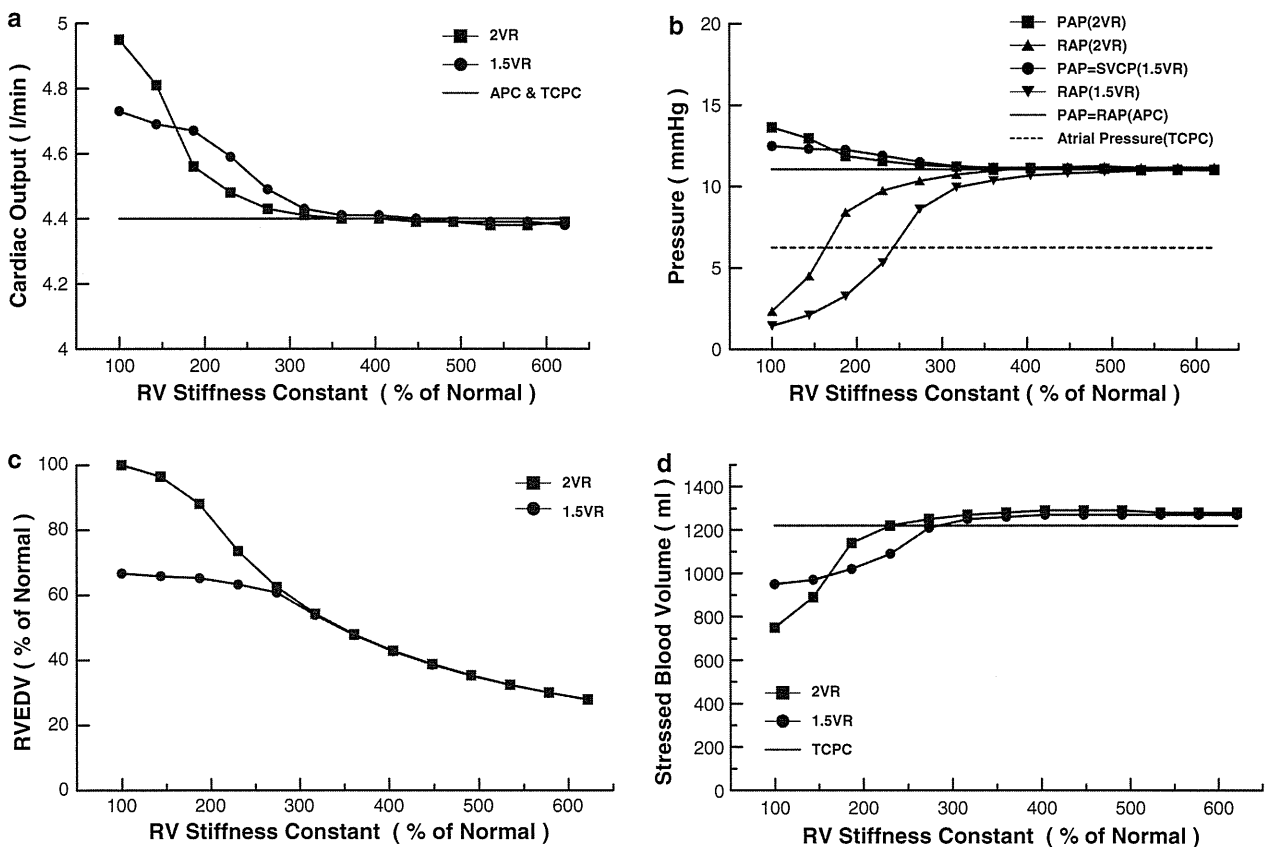 a
5
4.8
4.6
4.4
4.2
4
Cardiac Output ( l/min)
2VR
1.5VR
APC & TCPC
100 200 300 400 500 600
RV Stiffness Constant ( % of Normal )
b
20
15
10
5
0
Pressure ( mmHg)
PAP(2VR)
RAP(2VR)
PAP=SVCP(1.5VR)
RAP(1.5VR)
PAP=RAP(APC)
Atrial Pressure(TCPC)
100 200 300 400 500 600
RV Stiffness Constant ( % of Normal )
c
100
80
60
40
20
0
RVEDV ( % of Normal)
2VR
1.5VR
100 200 300 400 500 600
RV Stiffness Constant ( % of Normal )
d
1400
1200
1000
800
600
400
200
0
Stressed Blood Volume ( ml )
2VR
1.5VR
TCPC
100 200 300 400 500 600
RV Stiffness Constant ( % of Normal )